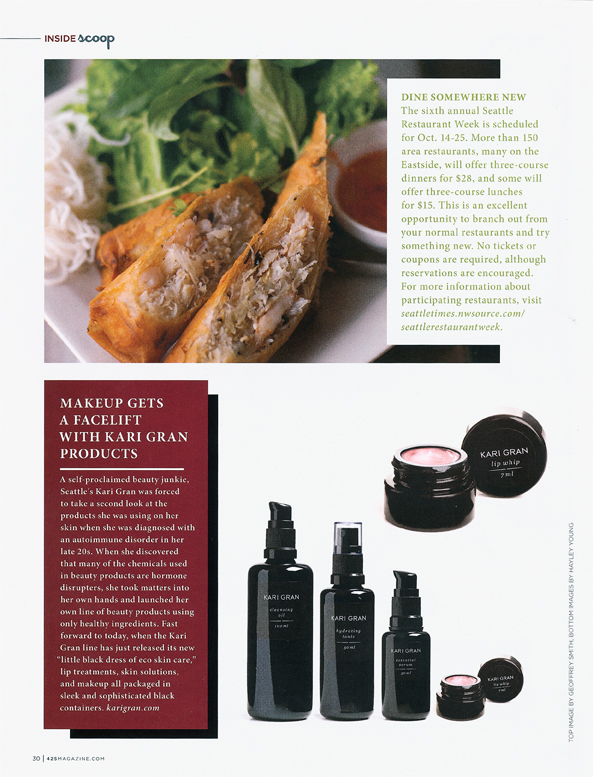 INSIDE scoop
DINE SOMEWHERE NEW
The sixth annual Seattle
Restaurant Week is scheduled
for Oct. 14-25. More than 150
area restaurants, many on the
Eastside, will offer three-course
dinners for $28, and some will
offer three-course lunches
for $15. This is an excellent
opportunity to branch out from
your normal restaurants and try
something new. No tickets or
coupons are required, although
reservations are encouraged.
For more information about
participating restaurants, visit
seattletimes.nwsource.com/
seattlerestaurantweek.
MAKEUP GETS
A FACELIFT
WITH KARI GRAN
PRODUCTS
A self-proclaimed beauty junkie,
Seattle's Kari Gran was forced
to take a second look at the
products she was using on her
skin when she was diagnosed with
an autoimmune disorder in her
late 20s. When she discovered
that many of the chemicals used
in beauty products are hormone
disrupters, she took matters into
her own hands and launched her
own line of beauty products using
only healthy ingredients. Fast
forward to today, when the Kari
Gran line has just released its new
"little black dress of eco skin care,"
lip treatments, skin solutions,
and makeup all packaged in
sleek and sophisticated black
containers. karigran.com
KARI GRAN
lip whip
7ml
KARI GRAN
cleansing
oil
100ml
KARI GRAN
hydrating
tonic
50ml
KARI GRAN
essential
serum
30ml
KARI GRAN
lip whip
7ml
TOP IMAGE BY GEOFFREY SMITH, BOTTOM IMAGES BY HAYLEY YOUNG
30 | 425MAGAZINE.COM